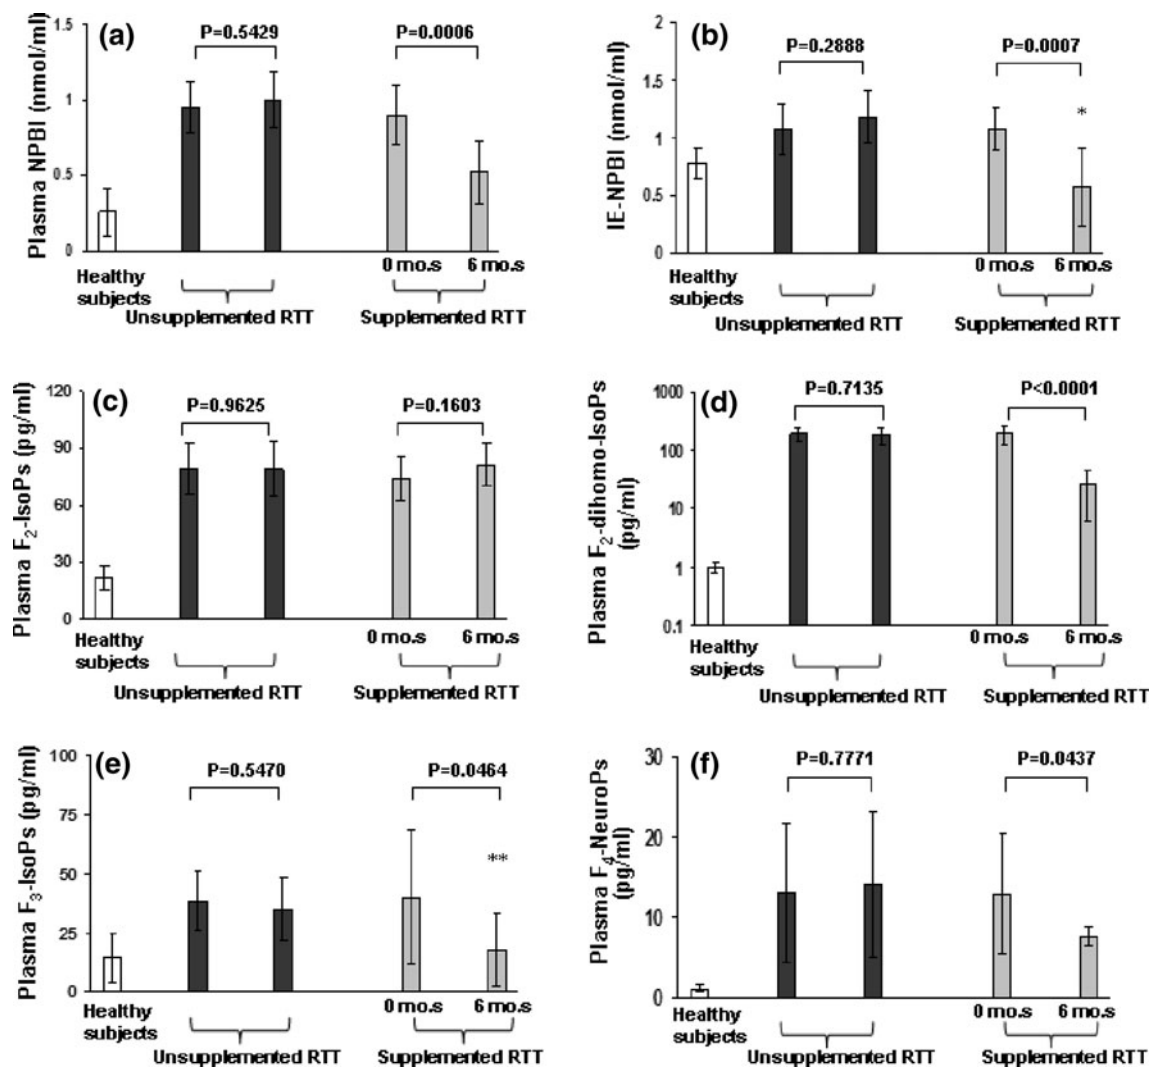 (a)
Plasma NPBI (nmol/ml)
1.5
1
0.5
0
P=0.5429
P=0.0006
0 mo.s 6 mo.s
Healthy
subjects
Unsupplemented RTT Supplemented RTT
(b)
IE-NPBI (nmol/ml)
2
1.5
1
0.5
0
P=0.2888
P=0.0007
*
0 mo.s 6 mo.s
Healthy
subjects
Unsupplemented RTT Supplemented RTT
(c)
Plasma F2-IsoPs (pg/ml)
120
90
60
30
0
P=0.9625
P=0.1603
0 mo.s 6 mo.s
Healthy
subjects
Unsupplemented RTT Supplemented RTT
(d)
Plasma F2-dihomo-IsoPs
(pg/ml)
1000
100
10
1
0.1
P=0.7135
P<0.0001
0 mo.s 6 mo.s
Healthy
subjects
Unsupplemented RTT Supplemented RTT
(e)
Plasma F3-IsoPs (pg/ml)
100
75
50
25
0
P=0.5470
P=0.0464
**
0 mo.s 6 mo.s
Healthy
subjects
Unsupplemented RTT Supplemented RTT
(f)
Plasma F4-NeuroPs
(pg/ml)
30
20
10
0
P=0.7771
P=0.0437
0 mo.s 6 mo.s
Healthy
subjects
Unsupplemented RTT Supplemented RTT